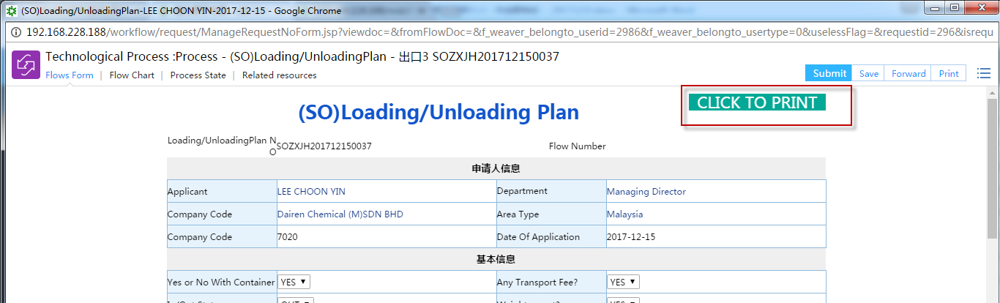 (SO)Loading/UnloadingPlan-LEE CHOON YIN-2017-12-15 - Google Chrome
192.168.228.188/workflow/request/ManageRequestNoForm.jsp?viewdoc=&fromFlowDoc=&f_weaver_belongto_userid=2986&f_weaver_belongto_usertype=0&uselessFlag=&requestid=296&isrequ
Technological Process :Process - (SO)Loading/UnloadingPlan - 出口3 SOZXJH201712150037
Flows Form | Flow Chart | Process State | Related resources
Submit Save Forward Print
CLICK TO PRINT
(SO)Loading/Unloading Plan
Loading/UnloadingPlan N
O
SOZXJH201712150037 Flow Number
申请人信息
Applicant LEE CHOON YIN Department Managing Director
Company Code Dairen Chemical (M)SDN BHD Area Type Malaysia
Company Code 7020 Date Of Application 2017-12-15
基本信息
Yes or No With Container YES Any Transport Fee? YES